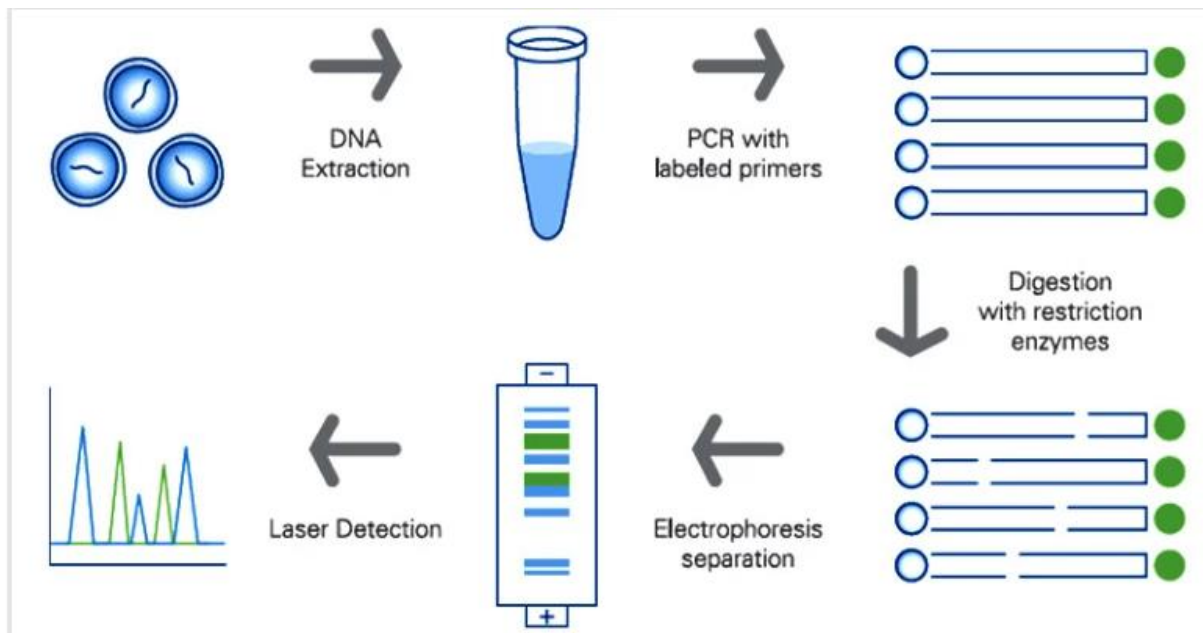 DNA
Extraction
PCR with
labeled primers
Digestion
with restriction
enzymes
Electrophoresis
separation
−
+
Laser Detection